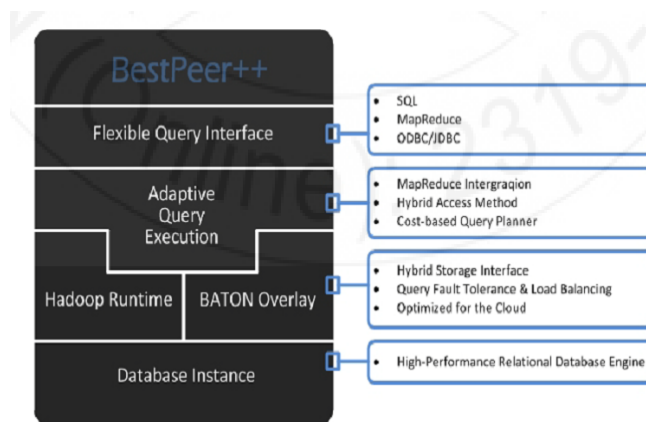 BestPeer++
Flexible Query Interface
• SQL
• MapReduce
• ODBC/JDBC
Adaptive
Query
Execution
• MapReduce Intergraqion
• Hybrid Access Method
• Cost-based Query Planner
Hadoop Runtime
BATON Overlay
• Hybrid Storage Interface
• Query Fault Tolerance & Load Balancing
• Optimized for the Cloud
Database Instance
• High-Performance Relational Database Engine
(Online) 2319-